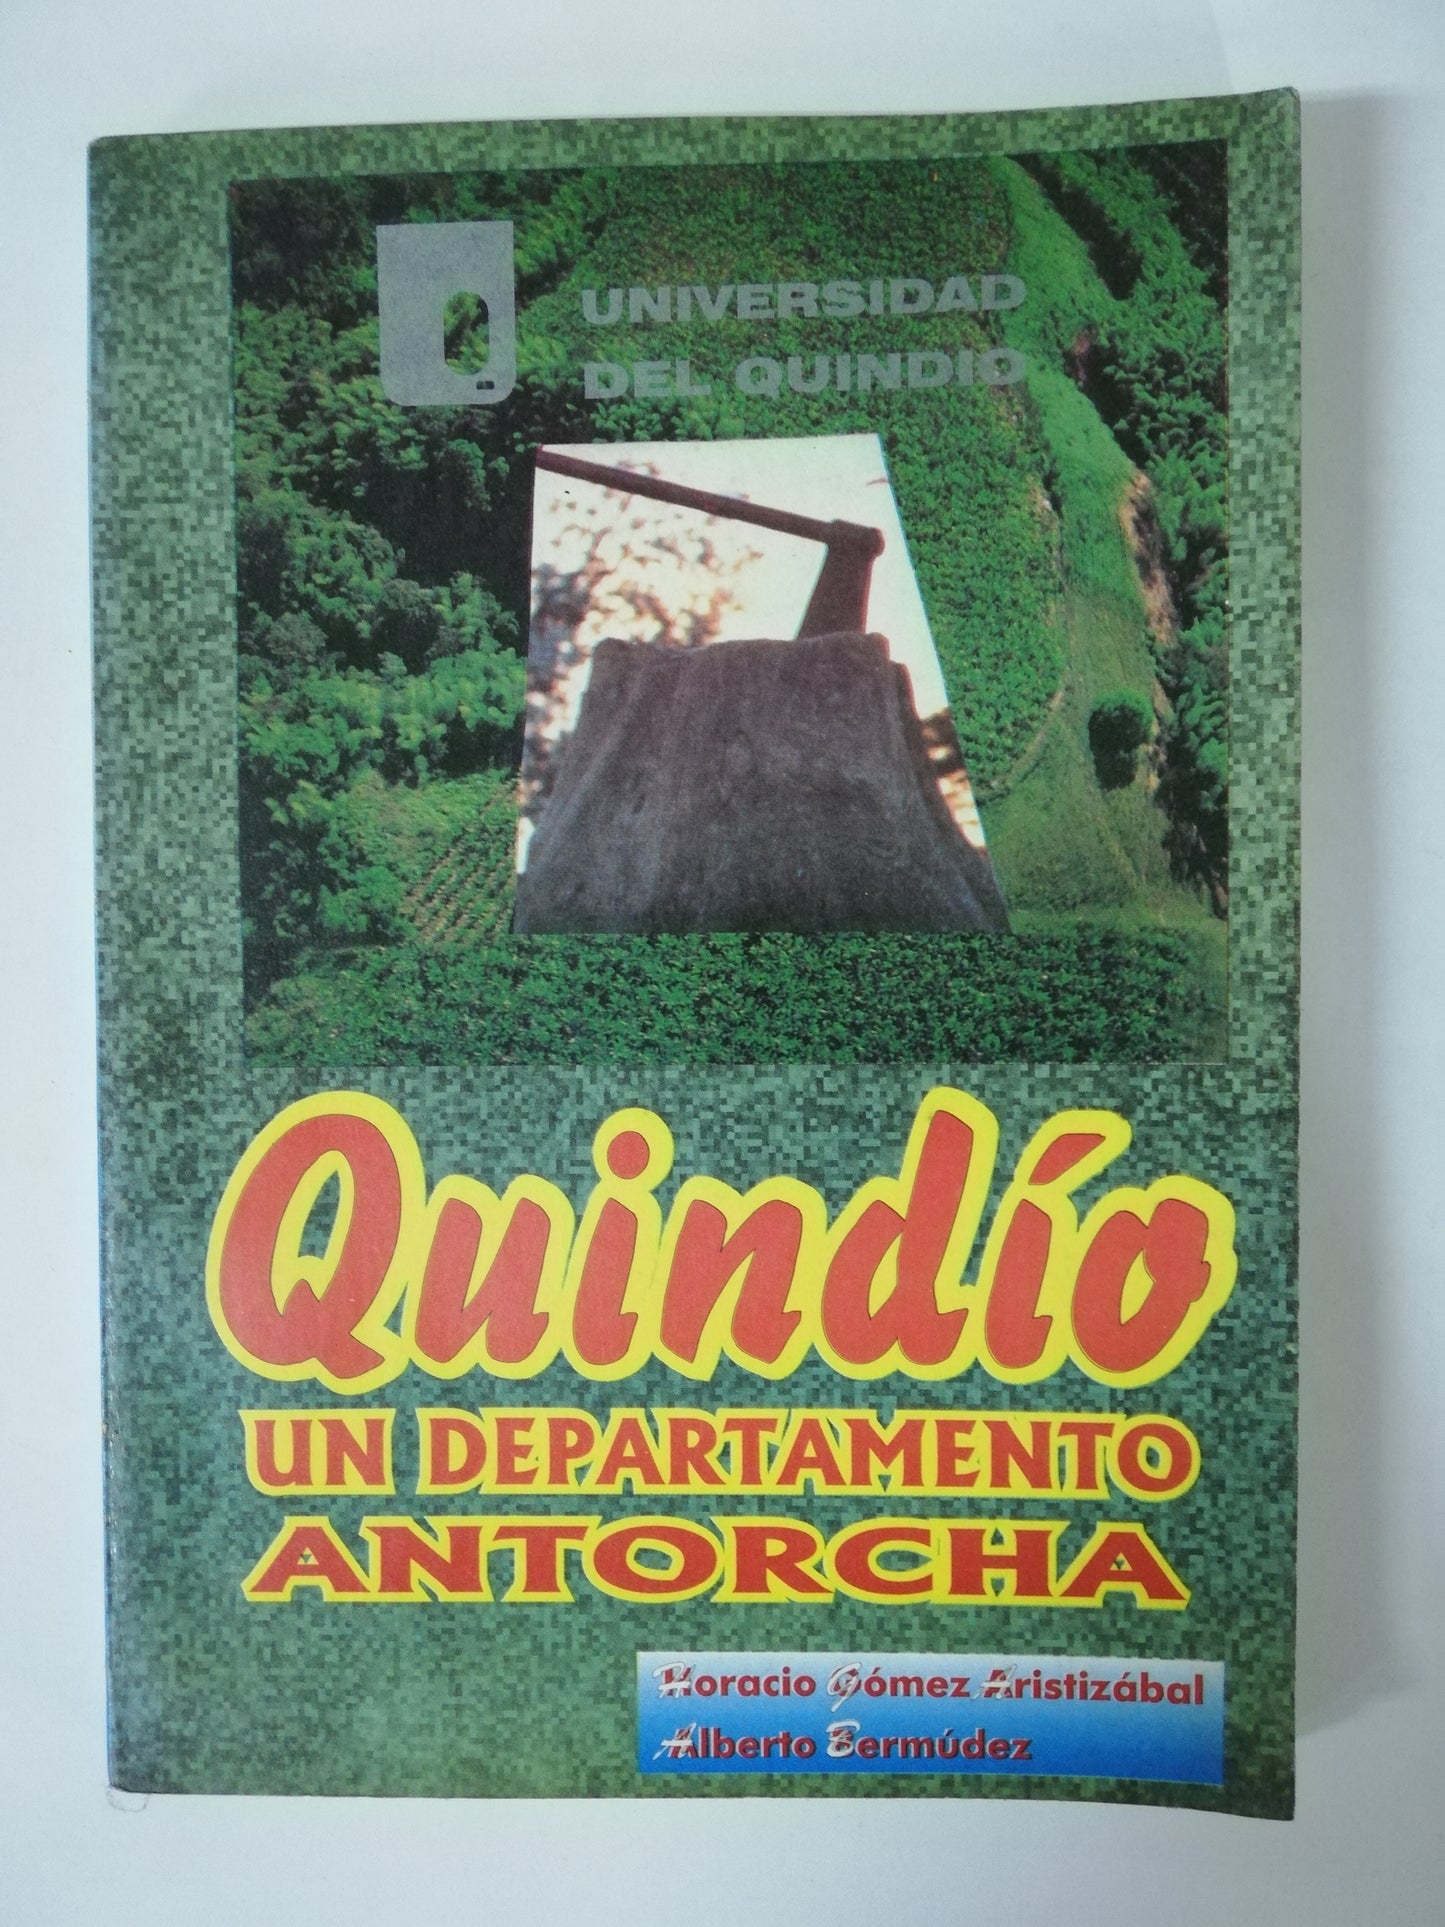 UNIVERSIDAD
DEL QUINDIO
Quindío
UN DEPARTAMENTO
ANTORCHA
Horacio Gómez Aristizábal
Alberto Bermúdez